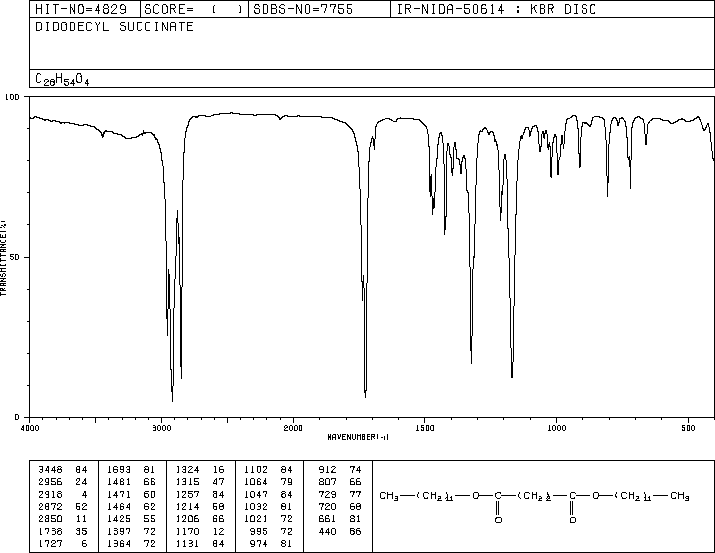 HIT-NO=4829 SCORE= ( ) SDBS-NO=7755 IR-NIDA-50614 : KBR DISC
DIDODECYL SUCCINATE
C28H54O4
100
50
0
TRANSMITTANCE(%)
4000 3000 2000 1500 1000 500
WAVENUMBER(-1)
3448 84 1693 81 1324 16 1102 84 912 74
2956 24 1481 66 1315 47 1064 79 807 66
2918 4 1471 60 1257 84 1047 84 729 77
2872 52 1464 62 1214 68 1032 81 720 68
2850 11 1425 55 1206 66 1021 72 661 81
1738 35 1397 72 1170 12 995 72 440 86
1727 6 1364 72 1131 84 974 81
CH3—(CH2)11—O—C—(CH2)2—C—O—(CH2)11—CH3
O O